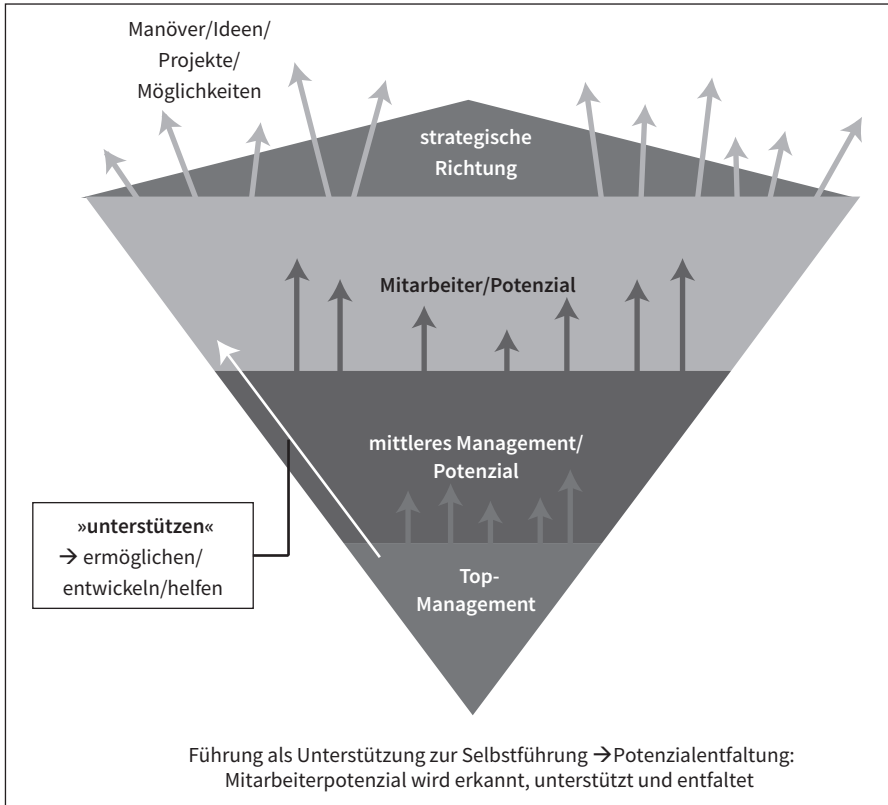 Manöver/Ideen/
Projekte/
Möglichkeiten
strategische
Richtung
Mitarbeiter/Potenzial
mittleres Management/
Potenzial
»unterstützen«
→ ermöglichen/
entwickeln/helfen
Top-
Management
Führung als Unterstützung zur Selbstführung →Potenzialentfaltung:
Mitarbeiterpotenzial wird erkannt, unterstützt und entfaltet